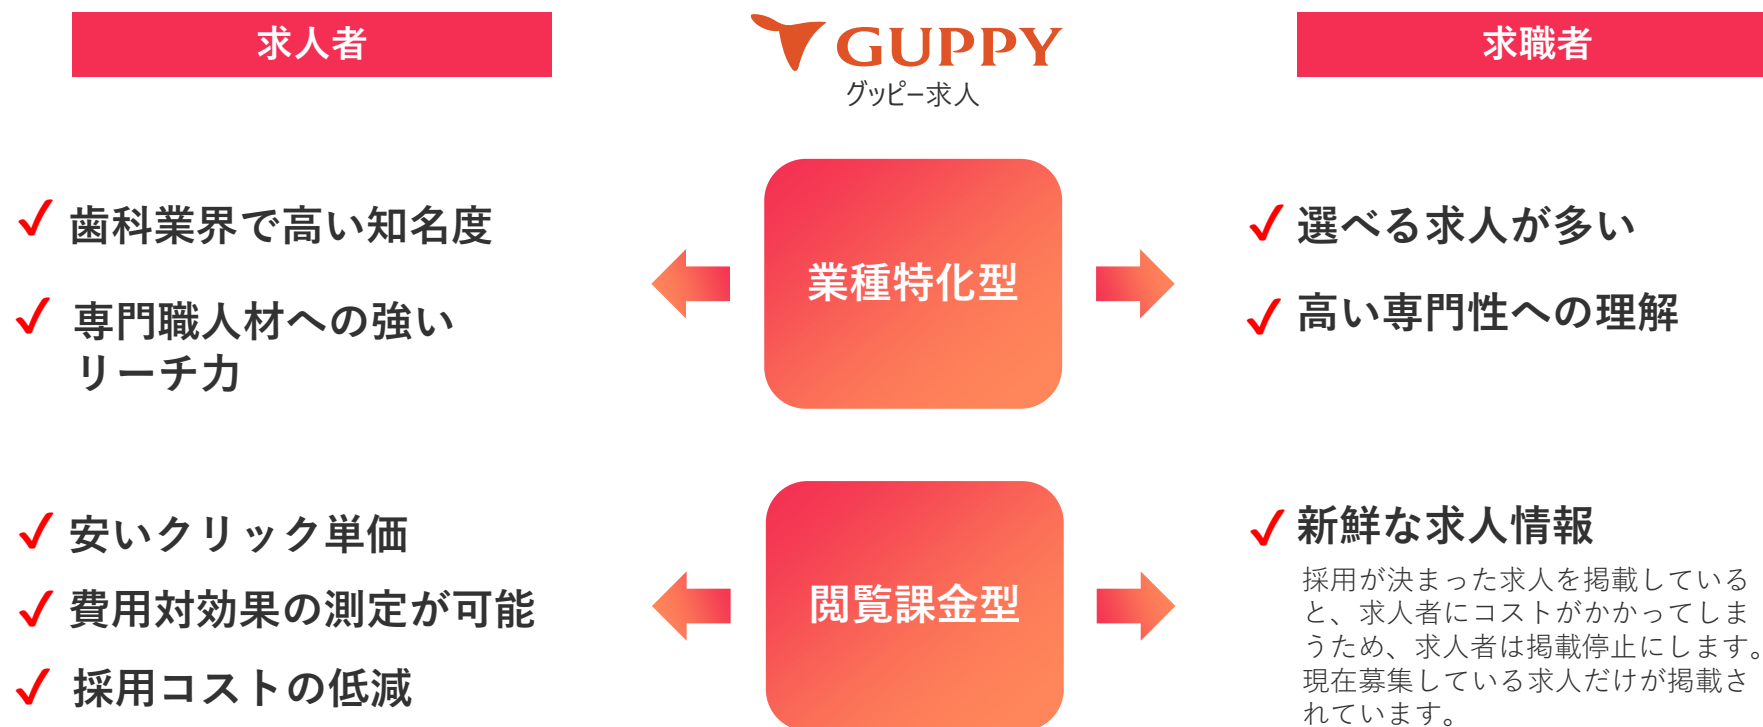 求人者
GUPPY
グッピー求人
求職者
歯科業界で高い知名度
専門職人材への強い
リーチ力
業種特化型
選べる求人が多い
高い専門性への理解
安いクリック単価
費用対効果の測定が可能
採用コストの低減
閲覧課金型
新鮮な求人情報
採用が決まった求人を掲載している
と、求人者にコストがかかってしま
うため、求人者は掲載停止にします。
現在募集している求人だけが掲載さ
れています。